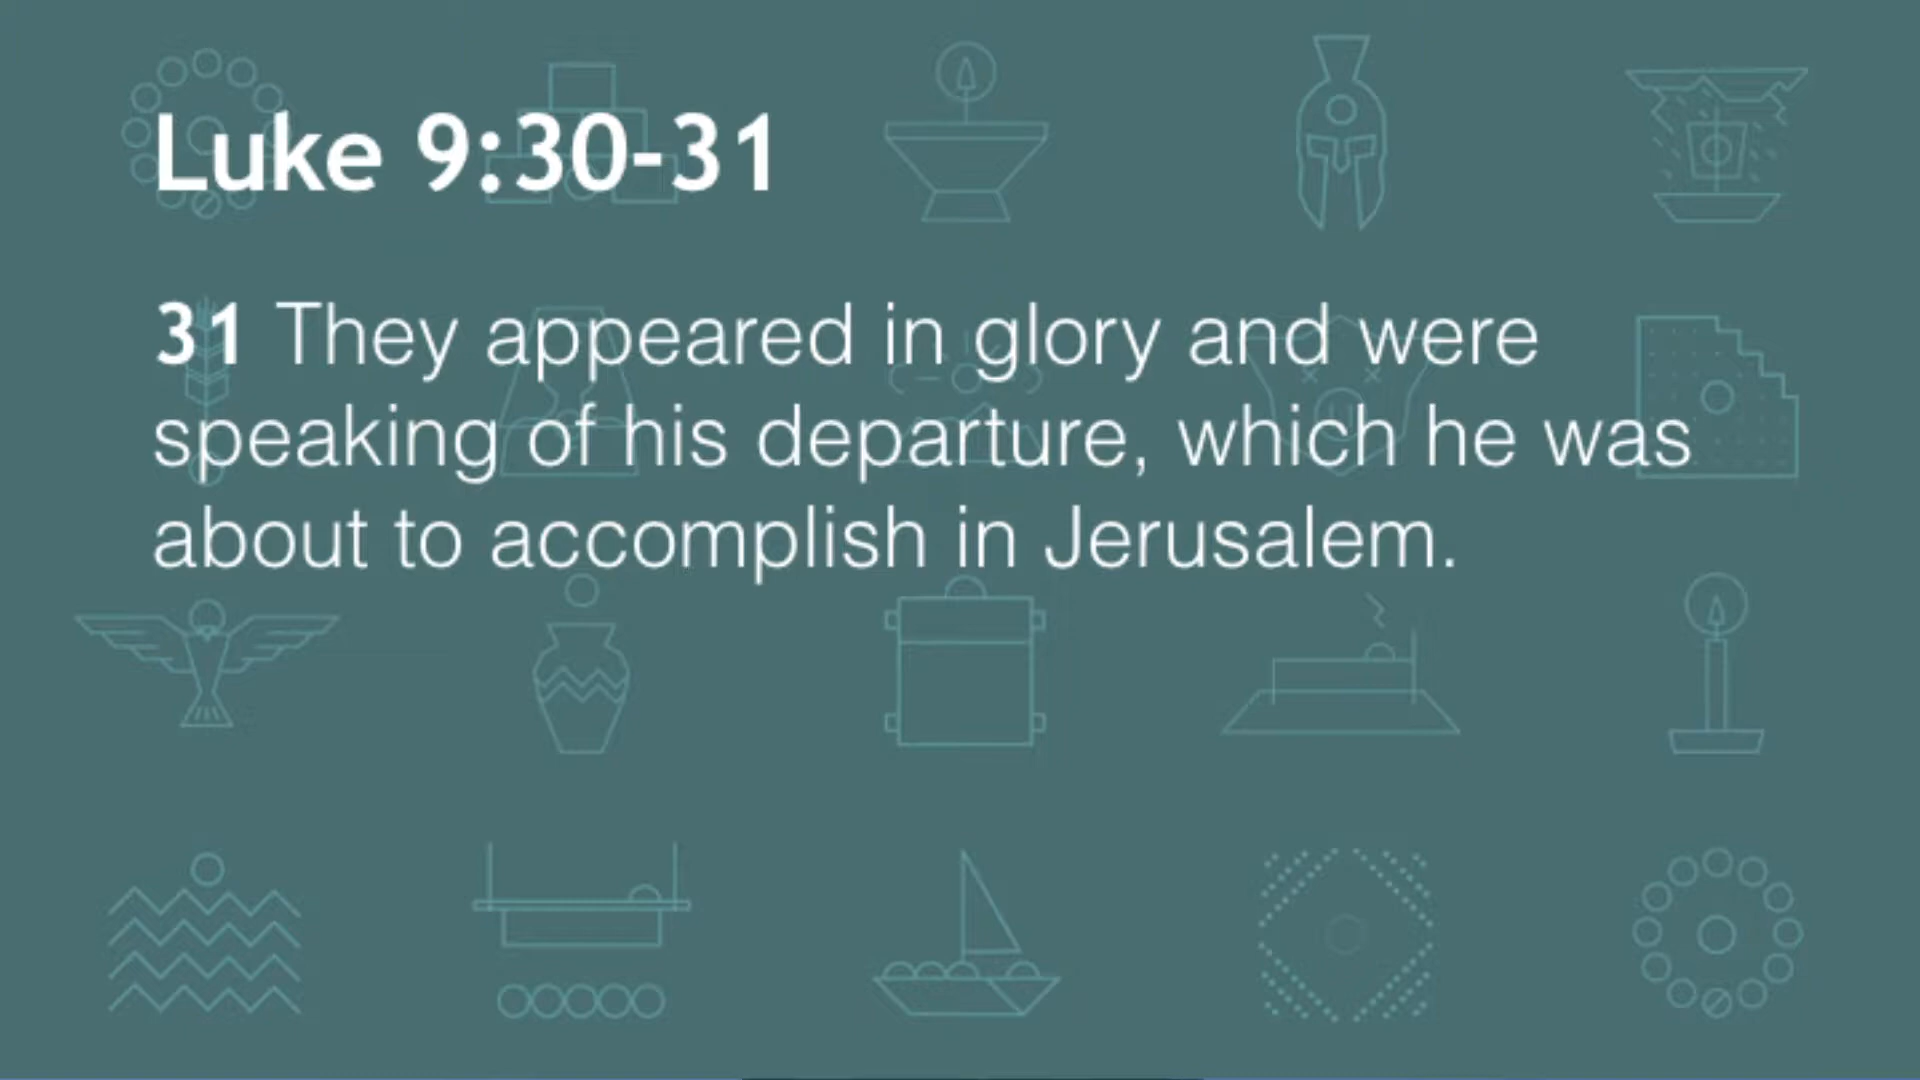 Luke 9:30-31
31 They appeared in glory and were
speaking of his departure, which he was
about to accomplish in Jerusalem.